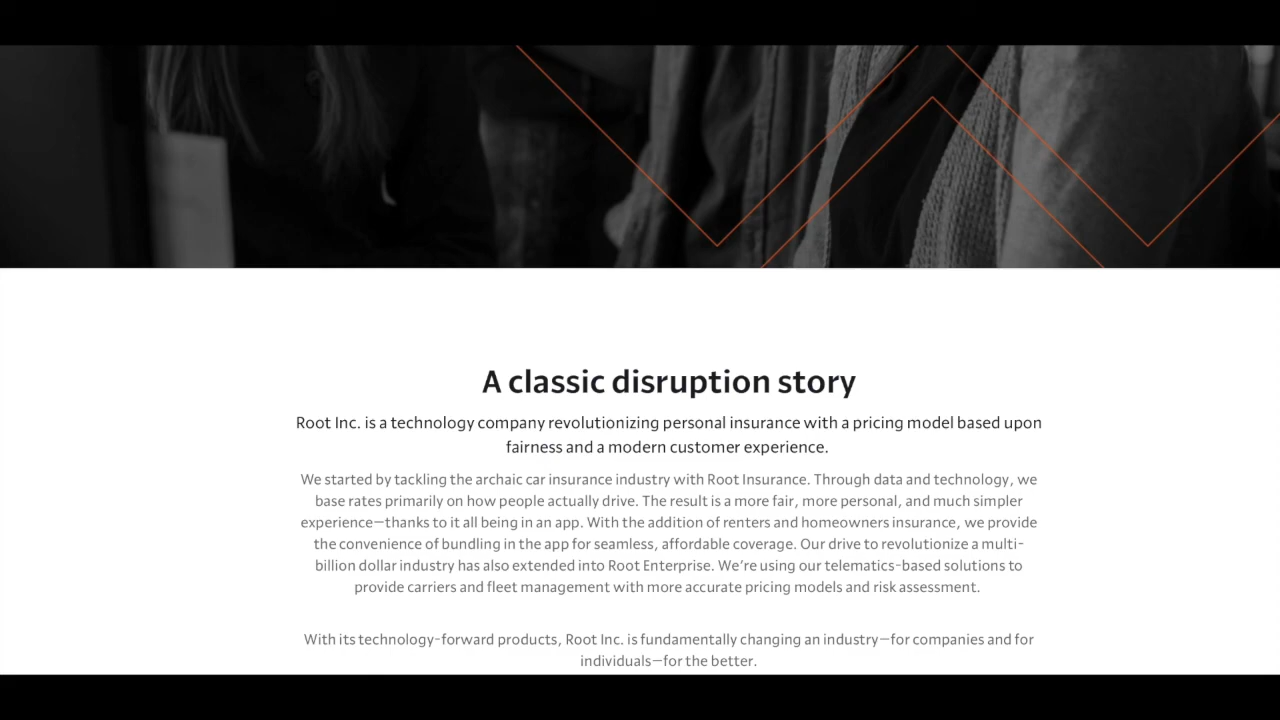 A classic disruption story
Root Inc. is a technology company revolutionizing personal insurance with a pricing model based upon
fairness and a modern customer experience.
We started by tackling the archaic car insurance industry with Root Insurance. Through data and technology, we
base rates primarily on how people actually drive. The result is a more fair, more personal, and much simpler
experience—thanks to it all being in an app. With the addition of renters and homeowners insurance, we provide
the convenience of bundling in the app for seamless, affordable coverage. Our drive to revolutionize a multi-
billion dollar industry has also extended into Root Enterprise. We’re using our telematics-based solutions to
provide carriers and fleet management with more accurate pricing models and risk assessment.
With its technology-forward products, Root Inc. is fundamentally changing an industry—for companies and for
individuals—for the better.